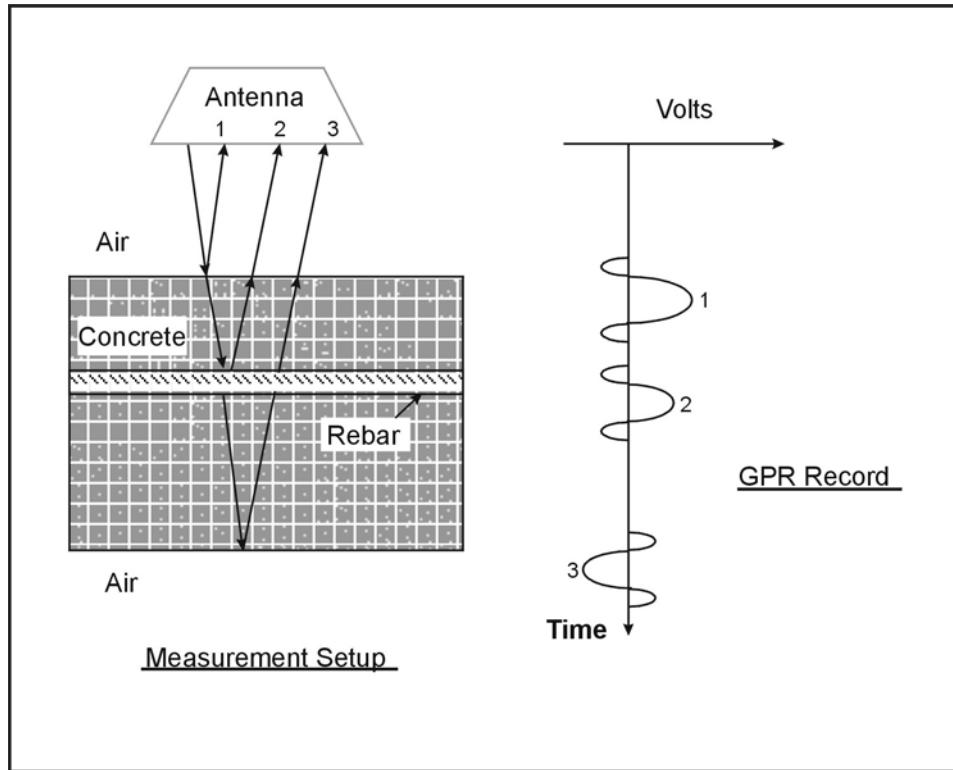 Antenna
1 2 3
Air
Concrete
Rebar
Air
Measurement Setup
Volts
1
2
GPR Record
3
Time